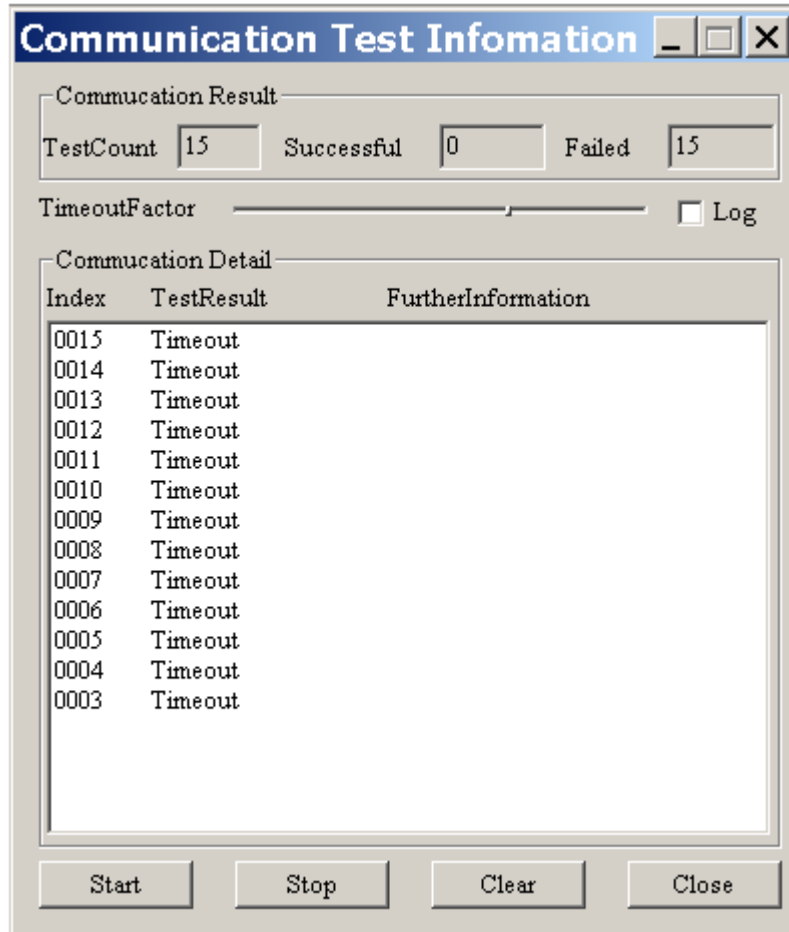 Communication Test Infomation
Commucation Result
TestCount 15 Successful 0 Failed 15
TimeoutFactor Log
Commucation Detail
Index TestResult FurtherInformation
0015 Timeout
0014 Timeout
0013 Timeout
0012 Timeout
0011 Timeout
0010 Timeout
0009 Timeout
0008 Timeout
0007 Timeout
0006 Timeout
0005 Timeout
0004 Timeout
0003 Timeout
Start Stop Clear Close